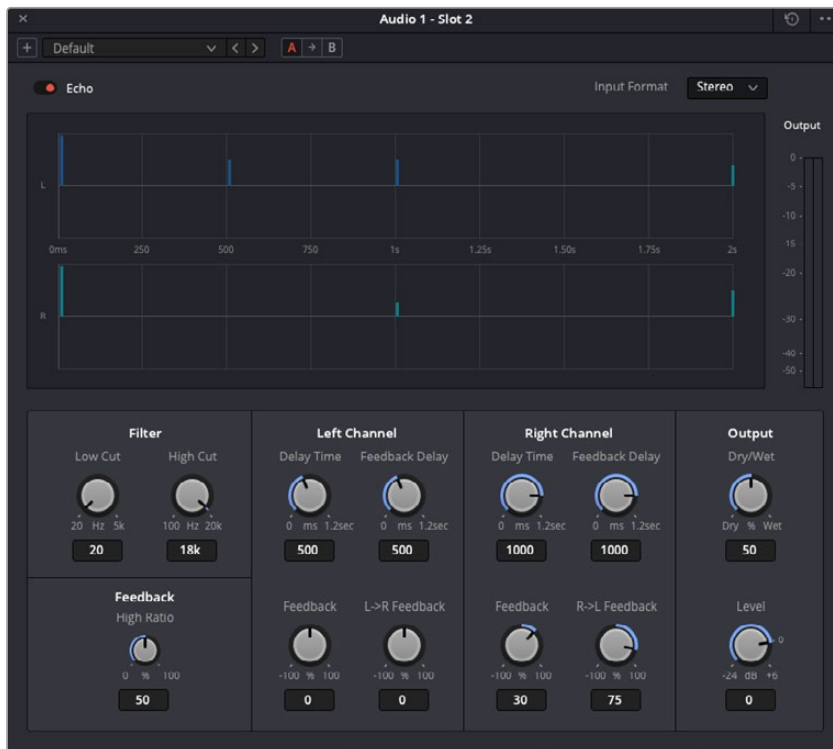 Audio 1 - Slot 2
Default
A
B
Echo
Input Format Stereo
Output
0
-5
-10
15
-20
-30
-40
-50
L
0ms 250 500 750 1s 1.25s 1.50s 1.75s 2s
R
Filter
Low Cut High Cut
20 Hz 5k 100 Hz 20k
20 18k
Feedback
High Ratio
0 % 100
50
Left Channel
Delay Time Feedback Delay
0 ms 1.2sec 0 ms 1.2sec
500 500
Feedback L->R Feedback
-100 % 100 -100 % 100
0 0
Right Channel
Delay Time Feedback Delay
0 ms 1.2sec 0 ms 1.2sec
1000 1000
Feedback R->L Feedback
-100 % 100 -100 % 100
30 75
Output
Dry/Wet
Dry % Wet
50
Level
0
-24 dB +6
0